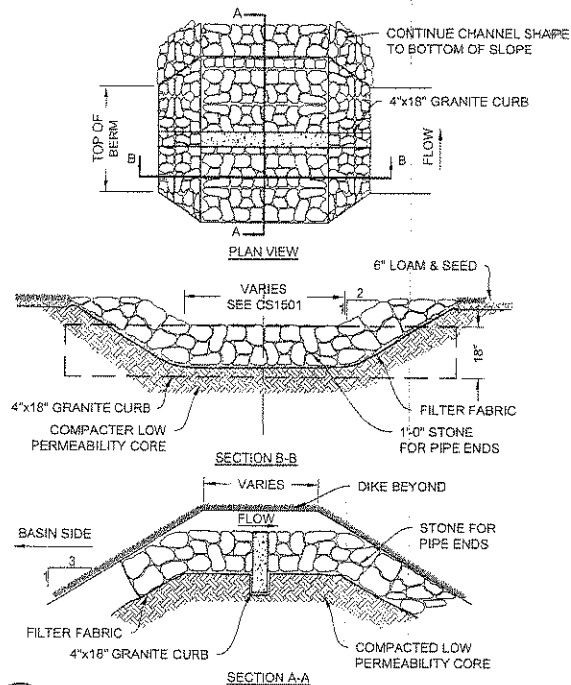 A
CONTINUE CHANNEL SHAPE
TO BOTTOM OF SLOPE
4"x18" GRANITE CURB
TOP OF
BERM
B
B
FLOW
A
PLAN VIEW
6" LOAM & SEED
VARIES
SEE CS1501
2
1
18"
4"x18" GRANITE CURB
COMPACTER LOW
PERMEABILITY CORE
FILTER FABRIC
1'-0" STONE
FOR PIPE ENDS
SECTION B-B
VARIES
DIKE BEYOND
FLOW
BASIN SIDE
STONE FOR
PIPE ENDS
3
1
FILTER FABRIC
4"x18" GRANITE CURB
COMPACTED LOW
PERMEABILITY CORE
SECTION A-A